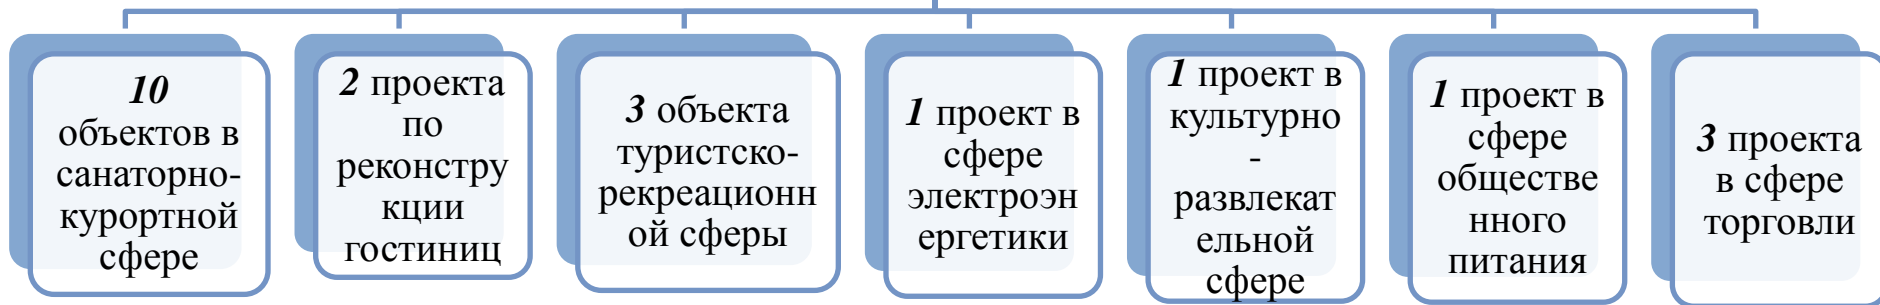 10
объектов в
санаторно-
курортной
сфере
2 проекта
по
реконстру
кции
гостиниц
3 объекта
туристско-
рекреационн
ой сферы
1 проект в
сфере
электроэн
ергетики
1 проект в
культурно
-
развлекат
ельной
сфере
1 проект в
сфере
обществе
нного
питания
3 проекта
в сфере
торговли